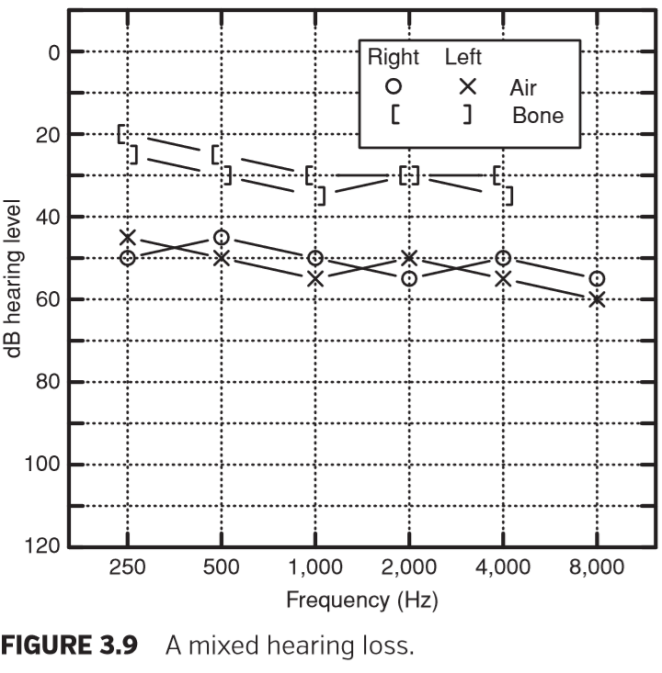 0
20
40
60
80
100
120
dB hearing level
Right Left
Air
[ ] Bone
250 500 1,000 2,000 4,000 8,000
Frequency (Hz)
FIGURE 3.9 A mixed hearing loss.